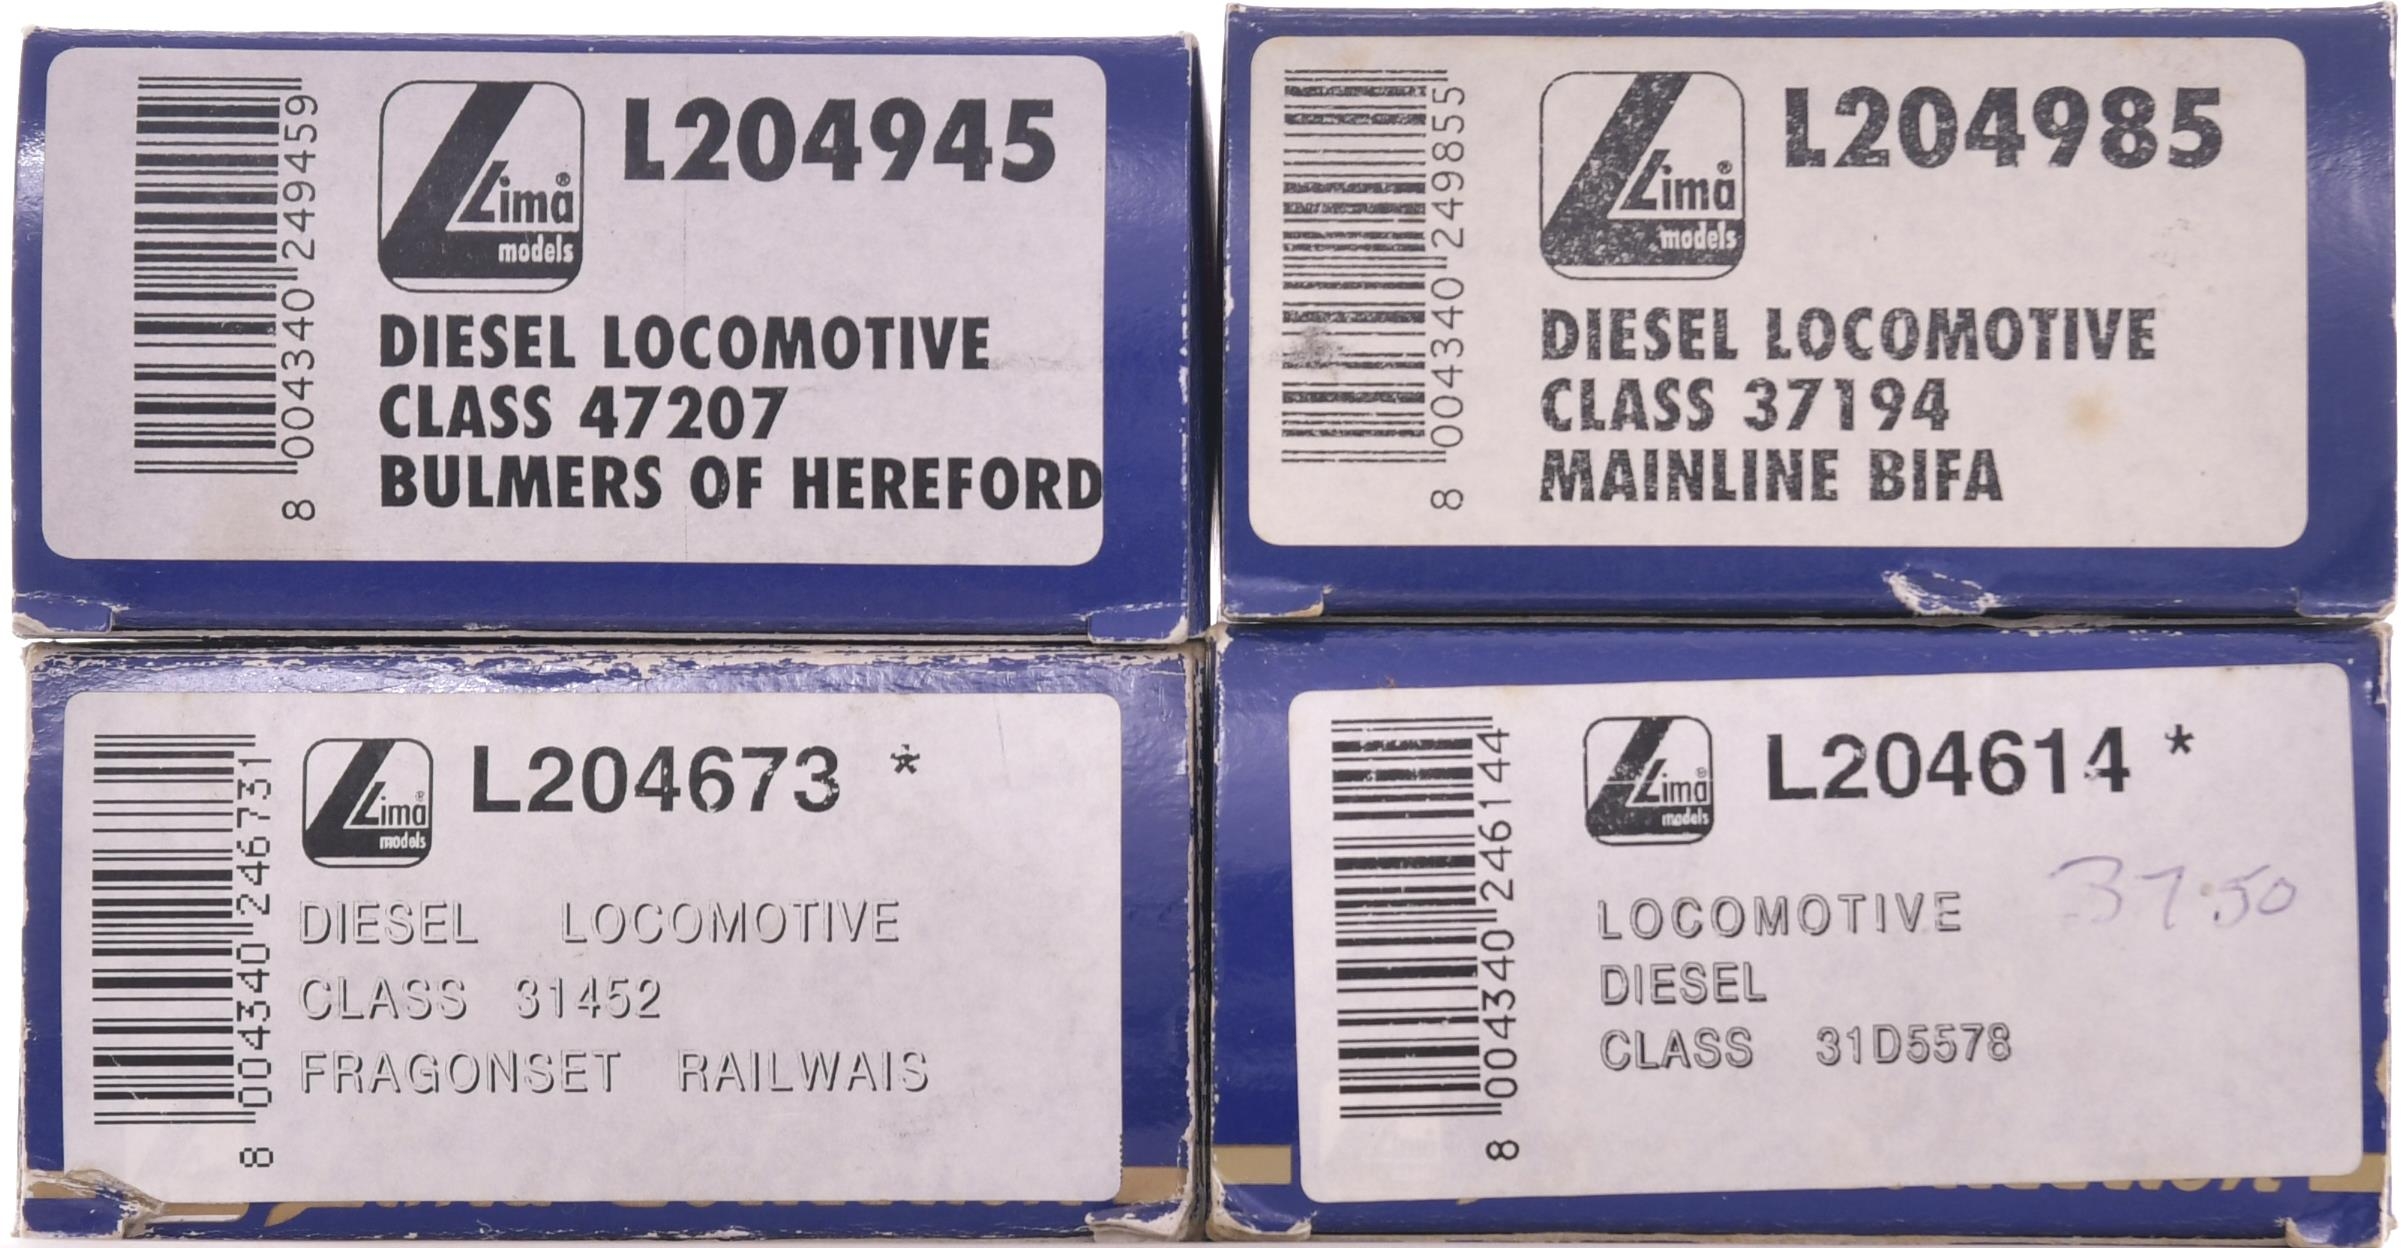 L204945
Lima®
models
DIESEL LOCOMOTIVE
CLASS 47207
BULMERS OF HEREFORD
8 004340 249459
L204985
Lima®
models
DIESEL LOCOMOTIVE
CLASS 37194
MAINLINE BIFA
8 004340 249855
L204673 *
Lima®
models
DIESEL LOCOMOTIVE
CLASS 31452
FRAGONSET RAILWAIS
8 004340 246731
L204614 *
Lima®
models
37.50
LOCOMOTIVE
DIESEL
CLASS 31D5578
8 004340 246144